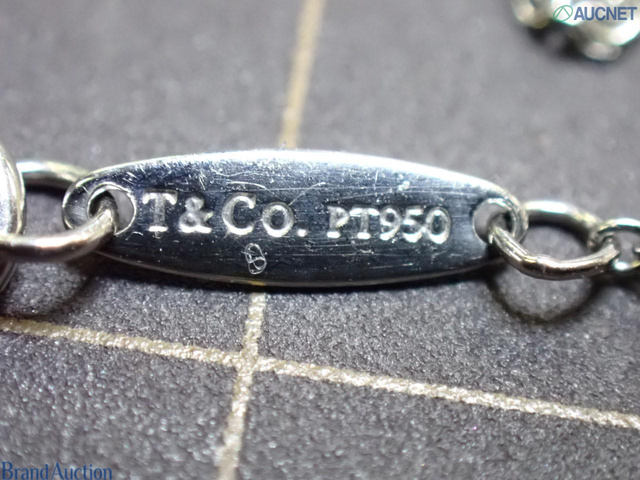 AUCNET
T&CO. PT950
Brand Auction